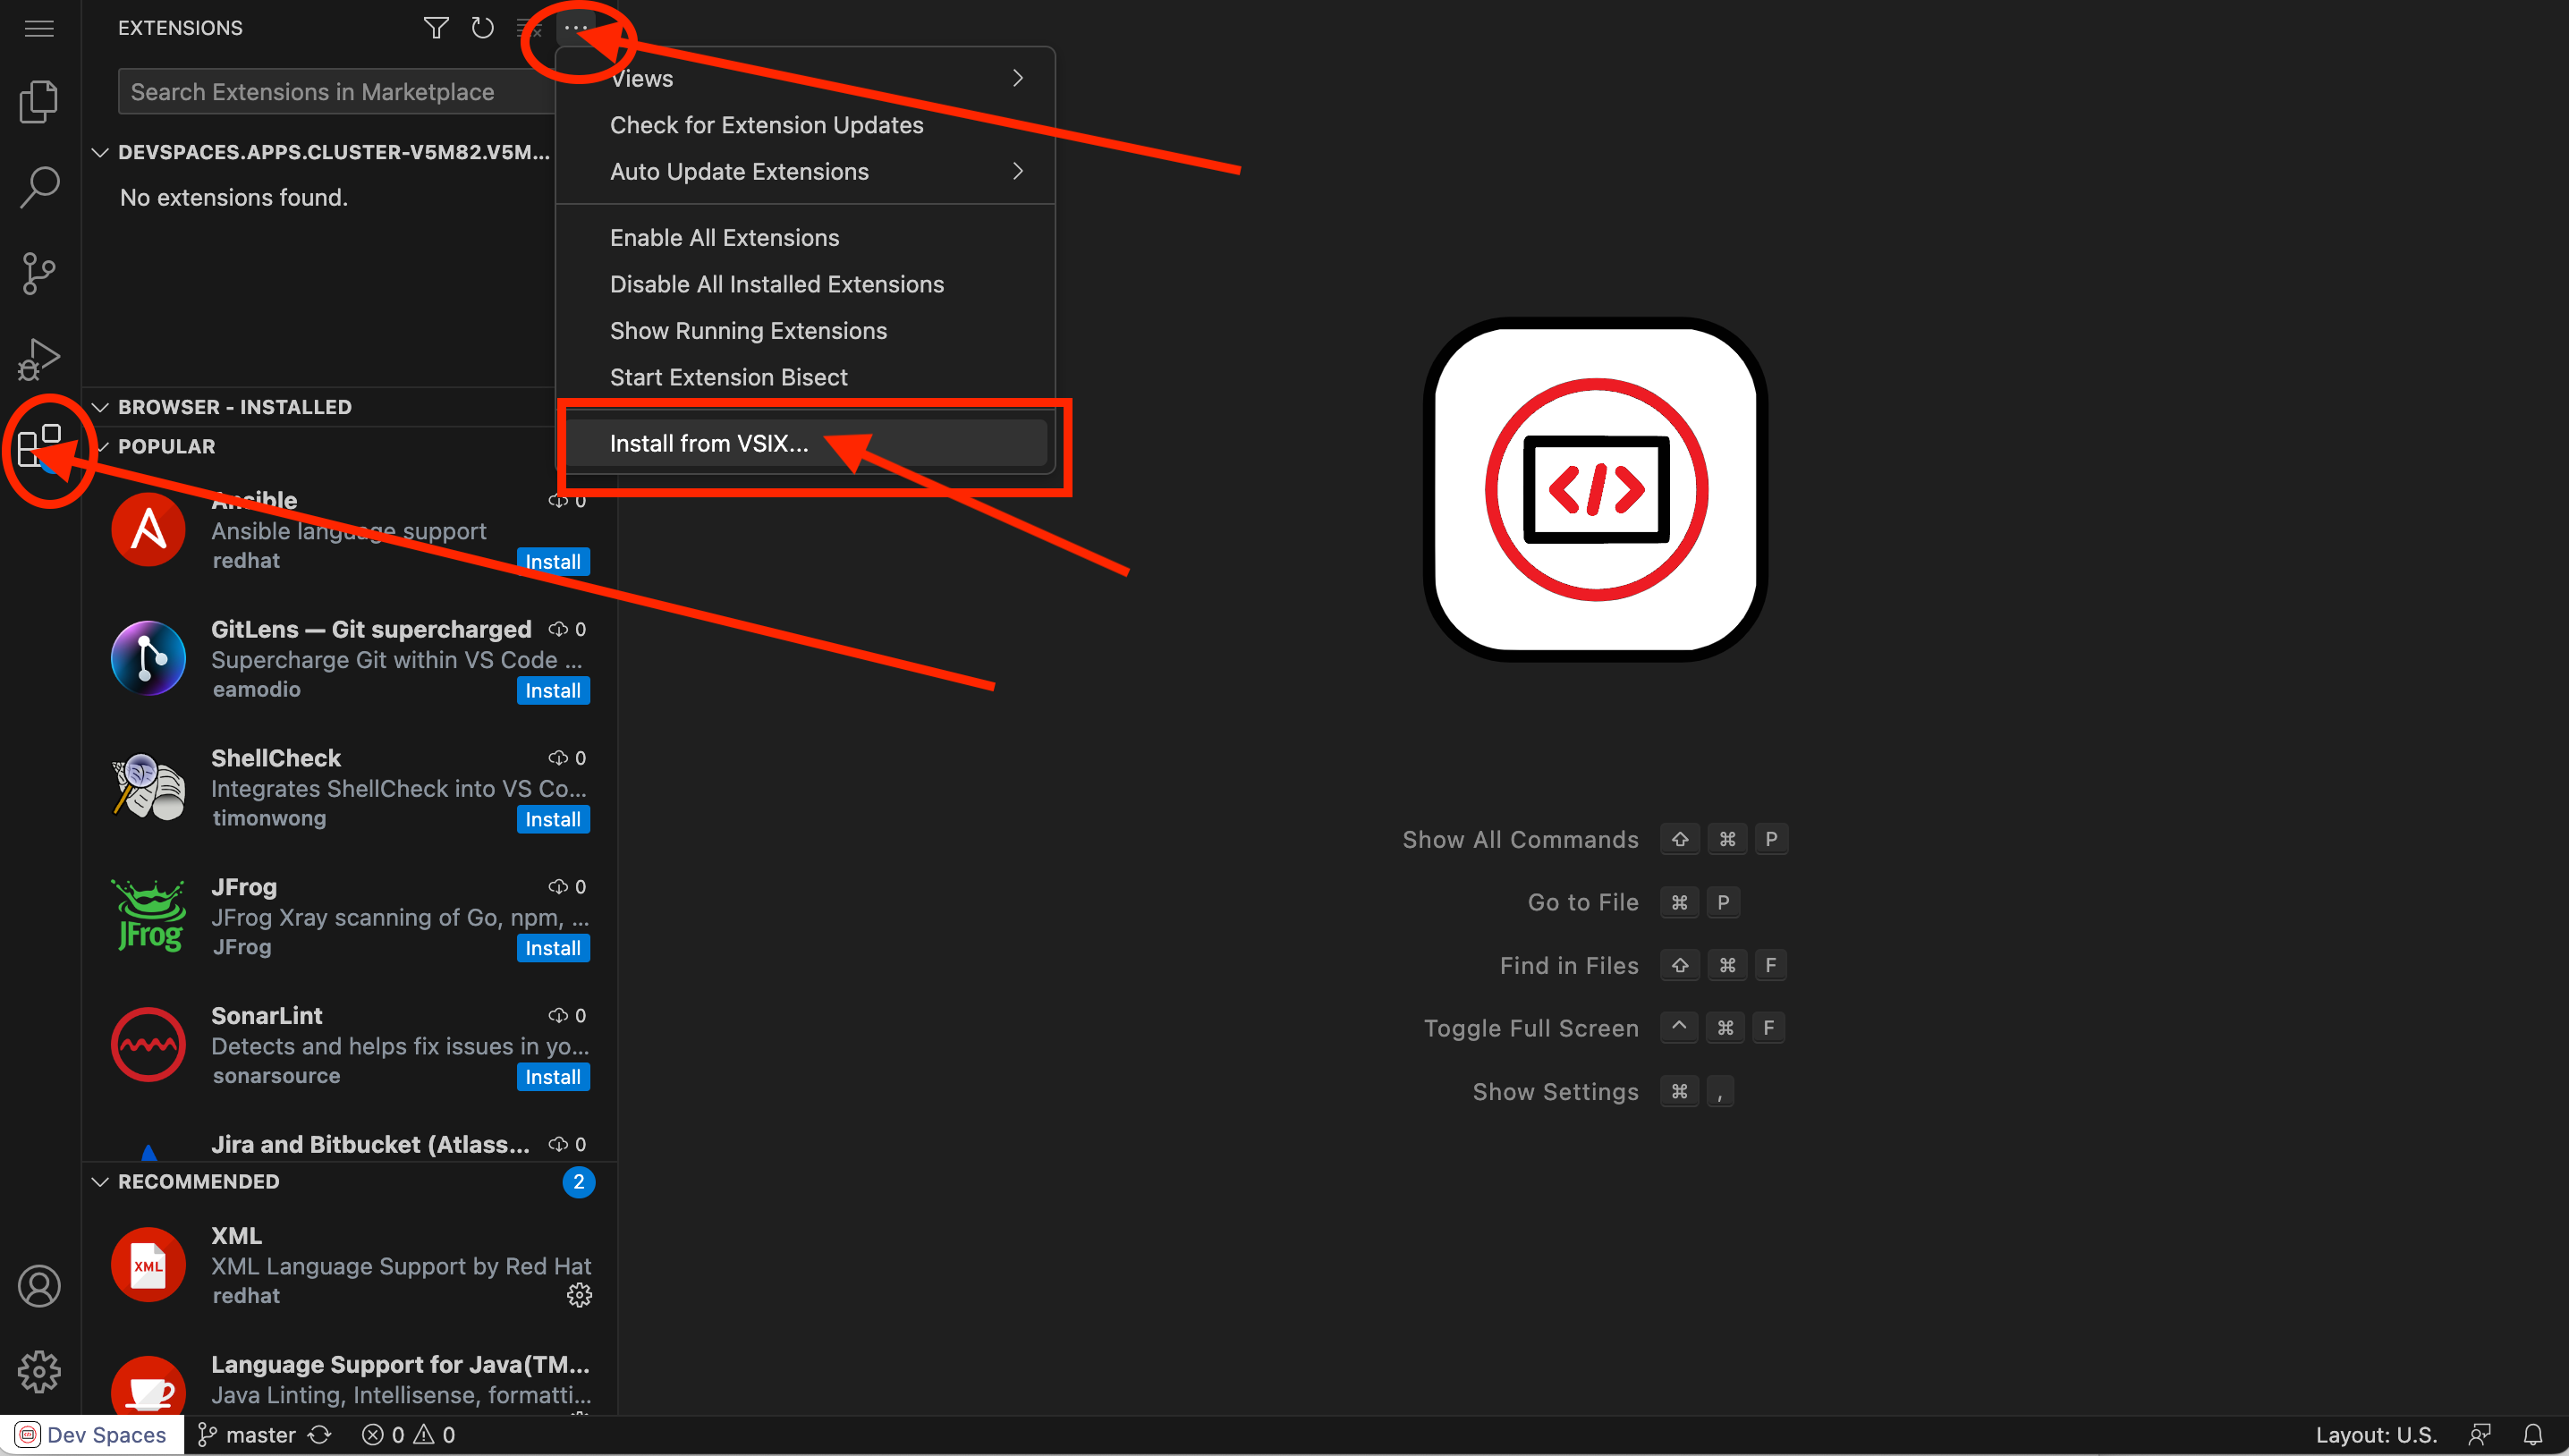 EXTENSIONS
Search Extensions in Marketplace
DEVSPACES.APPS.CLUSTER-V5M82.V5M...
No extensions found.
Views
Check for Extension Updates
Auto Update Extensions
Enable All Extensions
Disable All Installed Extensions
Show Running Extensions
Start Extension Bisect
Install from VSIX...
BROWSER - INSTALLED
POPULAR
Ansible
0
Ansible language support
redhat
Install
GitLens — Git supercharged
0
Supercharge Git within VS Code ...
eamodio
Install
ShellCheck
0
Integrates ShellCheck into VS Co...
timonwong
Install
JFrog
JFrog
0
JFrog Xray scanning of Go, npm, ...
JFrog
Install
SonarLint
0
Detects and helps fix issues in yo...
sonarsource
Install
Jira and Bitbucket (Atlass...
0
RECOMMENDED
2
XML
XML
XML Language Support by Red Hat
redhat
Language Support for Java(TM...
Java Linting, Intellisense, formatti...
</>
Show All Commands ⇧ ⌘ P
Go to File ⌘ P
Find in Files ⇧ ⌘ F
Toggle Full Screen ^ ⌘ F
Show Settings ⌘ ,
Dev Spaces
master
0
0
Layout: U.S.